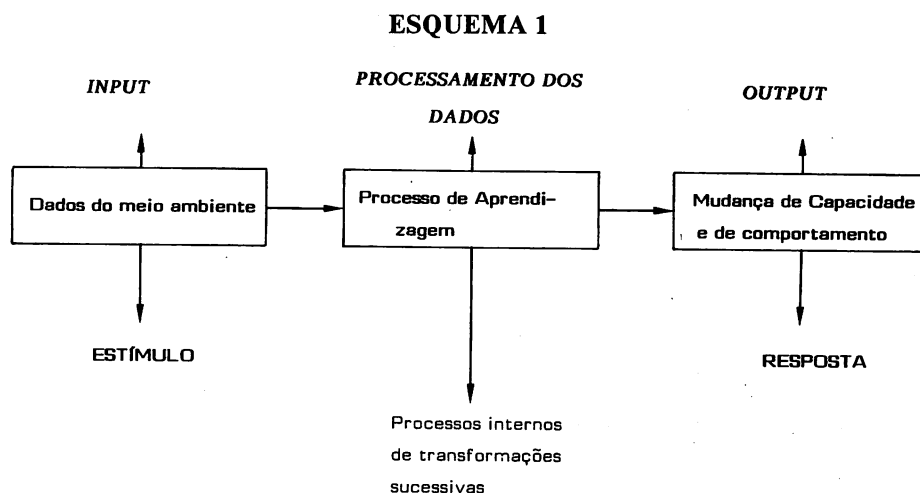 ESQUEMA 1
INPUT
PROCESSAMENTO DOS
DADOS
OUTPUT
Dados do meio ambiente
Processo de Aprendi-
zagem
Mudança de Capacidade
e de comportamento
ESTÍMULO
RESPOSTA
Processos internos
de transformações
sucessivas